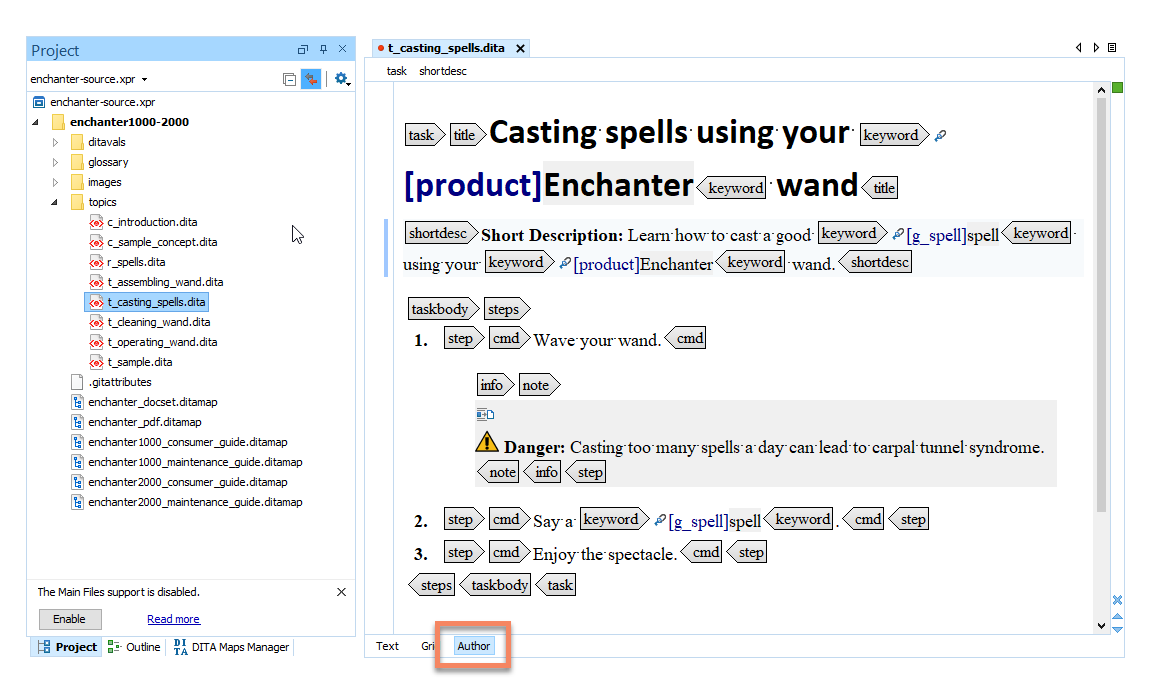 Project
enchanter-source.xpr
enchanter-source.xpr
enchanter1000-2000
ditavals
glossary
images
topics
c_introduction.dita
c_sample_concept.dita
r_spells.dita
t_assembling_wand.dita
t_casting_spells.dita
t_cleaning_wand.dita
t_operating_wand.dita
t_sample.dita
.gitattributes
enchanter_docset.ditamap
enchanter_pdf.ditamap
enchanter1000_consumer_guide.ditamap
enchanter1000_maintenance_guide.ditamap
enchanter2000_consumer_guide.ditamap
enchanter2000_maintenance_guide.ditamap
The Main Files support is disabled.
Enable Read more
Project Outline DITA DITA Maps Manager
t_casting_spells.dita
task shortdesc
task title Casting spells using your keyword
[product]Enchanter keyword wand title
shortdesc Short Description: Learn how to cast a good keyword [g_spell]spell keyword
using your keyword [product]Enchanter keyword wand. shortdesc
taskbody steps
1. step cmd Wave your wand. cmd
info note
Danger: Casting too many spells a day can lead to carpal tunnel syndrome.
note info step
2. step cmd Say a keyword [g_spell]spell keyword . cmd step
3. step cmd Enjoy the spectacle. cmd step
steps taskbody task
Text Gri Author